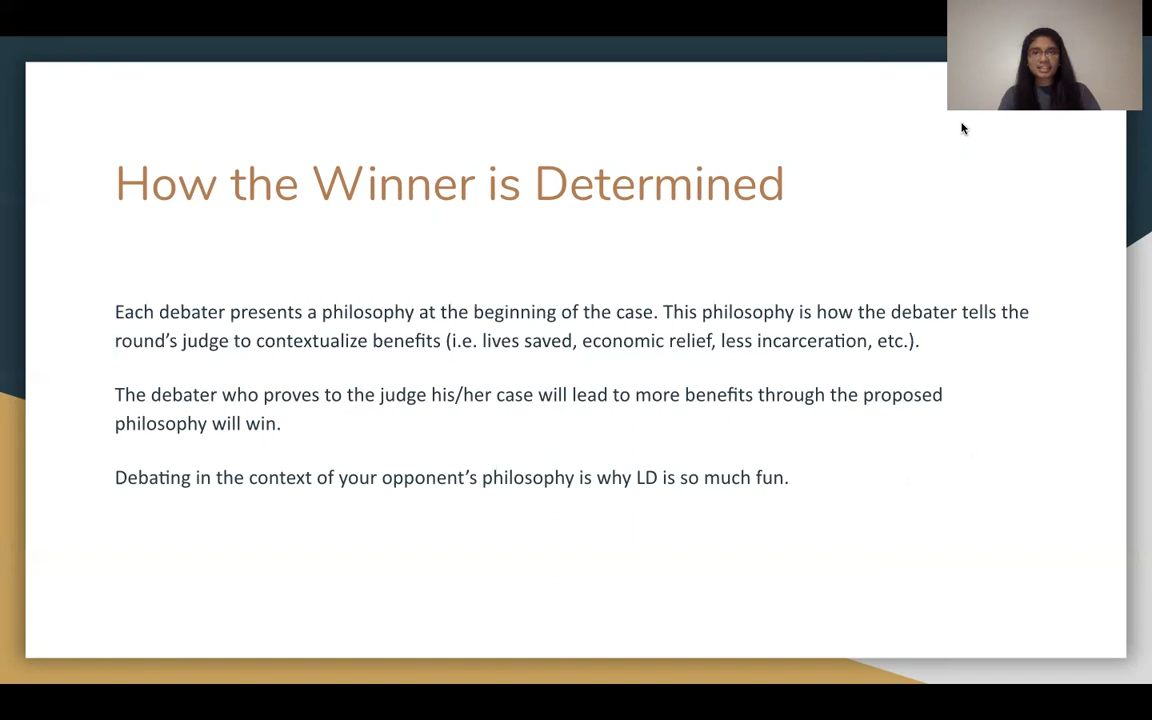 How the Winner is Determined
Each debater presents a philosophy at the beginning of the case. This philosophy is how the debater tells the
round’s judge to contextualize benefits (i.e. lives saved, economic relief, less incarceration, etc.).
The debater who proves to the judge his/her case will lead to more benefits through the proposed
philosophy will win.
Debating in the context of your opponent’s philosophy is why LD is so much fun.